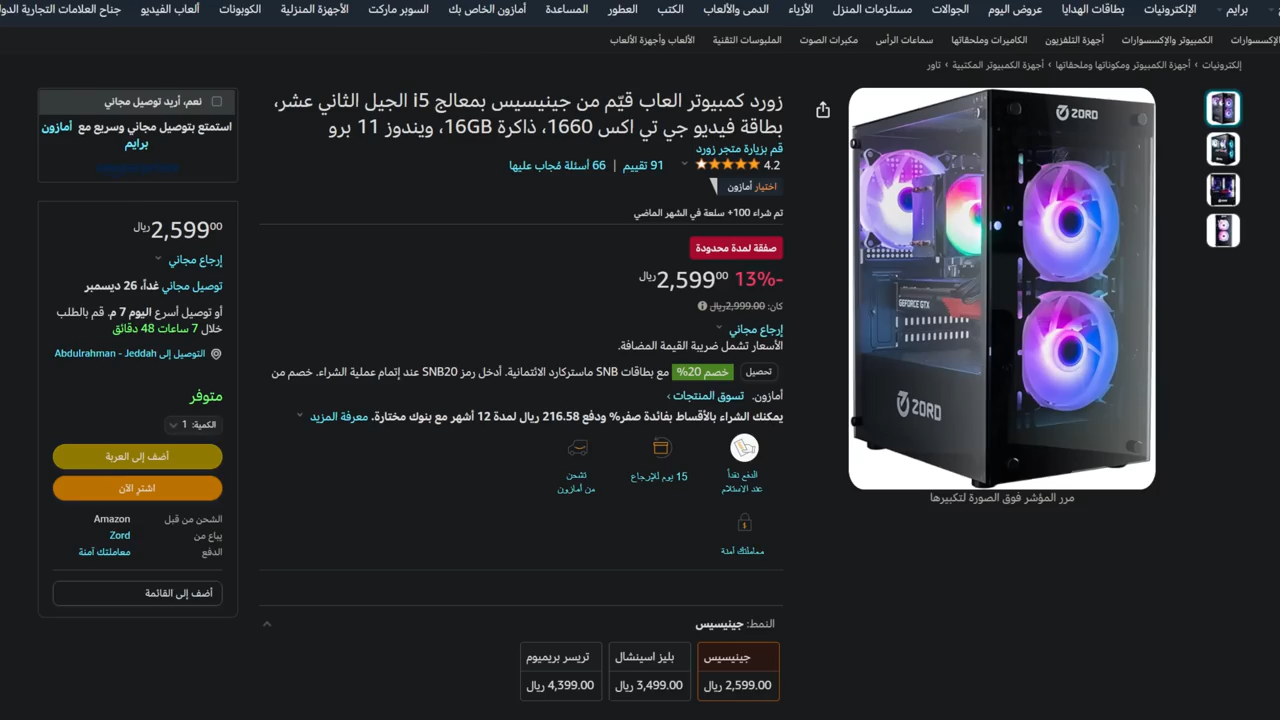 برايم
الإلكترونيات
بطاقات الهدايا
عروض اليوم
الجوالات
مستلزمات المنزل
الأزياء
الدمى والألعاب
الكتب
العطور
المساعدة
أمازون الخاص بك
السوبر ماركت
الأجهزة المنزلية
الكوبونات
ألعاب الفيديو
جناح العلامات التجارية
الإكسسوارات
الكمبيوتر والإكسسوارات
أجهزة التلفزيون
الكاميرات وملحقاتها
سماعات الرأس
مكبرات الصوت
الملبوسات التقنية
الألعاب وأجهزة الألعاب
إلكترونيات › أجهزة الكمبيوتر ومكوناتها وملحقاتها › أجهزة الكمبيوتر المكتبية › تاور
ZORD
GEFORCE GTX
ZORD
مرر المؤشر فوق الصورة لتكبيرها
زورد كمبيوتر العاب قيّم من جينيسيس بمعالج i5 الجيل الثاني عشر،
بطاقة فيديو جي تي اكس 1660، ذاكرة 16GB، ويندوز 11 برو
قم بزيارة متجر زورد
4.2
91 تقييم | 66 أسئلة مُجاب عليها
اختيار أمازون
تم شراء 100+ سلعة في الشهر الماضي
صفقة لمدة محدودة
-13% 2,599.00 ريال
كان: 2,999.00 ريال
إرجاع مجاني
الأسعار تشمل ضريبة القيمة المضافة.
تحصيل خصم 20% مع بطاقات SNB ماستركارد الائتمانية. أدخل رمز SNB20 عند إتمام عملية الشراء. خصم من
أمازون. تسوق المنتجات ›
يمكنك الشراء بالأقساط بفائدة صفر% ودفع 216.58 ريال لمدة 12 أشهر مع بنوك مختارة. معرفة المزيد
الدفع نقداً
عند الاستلام
15 يوم للإرجاع
شحن
من أمازون
معاملتك آمنة
النمط: جينيسيس
جينيسيس
2,599.00 ريال
بليز اسينشال
3,499.00 ريال
تريسر بريميوم
4,399.00 ريال
نعم، أريد توصيل مجاني
استمتع بتوصيل مجاني وسريع مع أمازون
برايم
2,599.00 ريال
إرجاع مجاني
توصيل مجاني غداً، 26 ديسمبر
أو توصيل أسرع اليوم 7 م. قم بالطلب
خلال 7 ساعات 48 دقائق
التوصيل إلى Abdulrahman - Jeddah
متوفر
الكمية: 1
أضف إلى العربة
اشترِ الآن
الشحن من قبل Amazon
يباع من Zord
الدفع معاملتك آمنة
أضف إلى القائمة